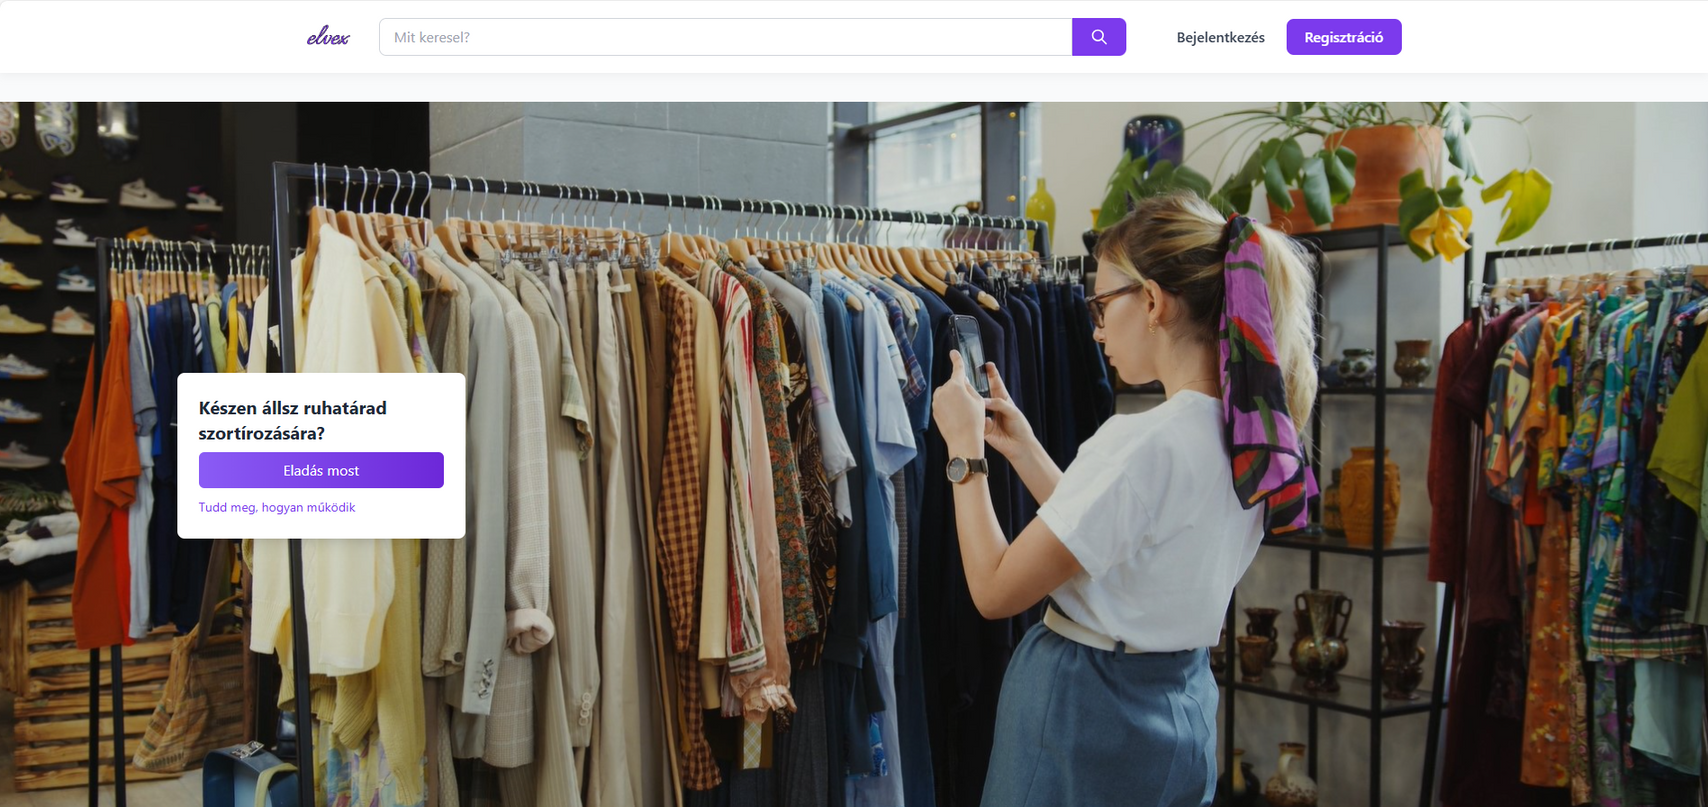 elvex
Mit keresel?
Bejelentkezés
Regisztráció
Készen állsz ruhatárad
szortírozására?
Eladás most
Tudd meg, hogyan működik